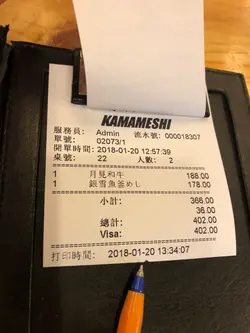 KAMAMESHI
服務員: Admin 流水號: 000018307
單號: 02073/1
開單時間: 2018-01-20 12:57:39
桌號: 22 人數: 2
1 月見和牛 188.00
1 銀雪魚釜めし 178.00
小計: 366.00
36.00
總計: 402.00
Visa: 402.00
打印時間: 2018-01-20 13:34:07